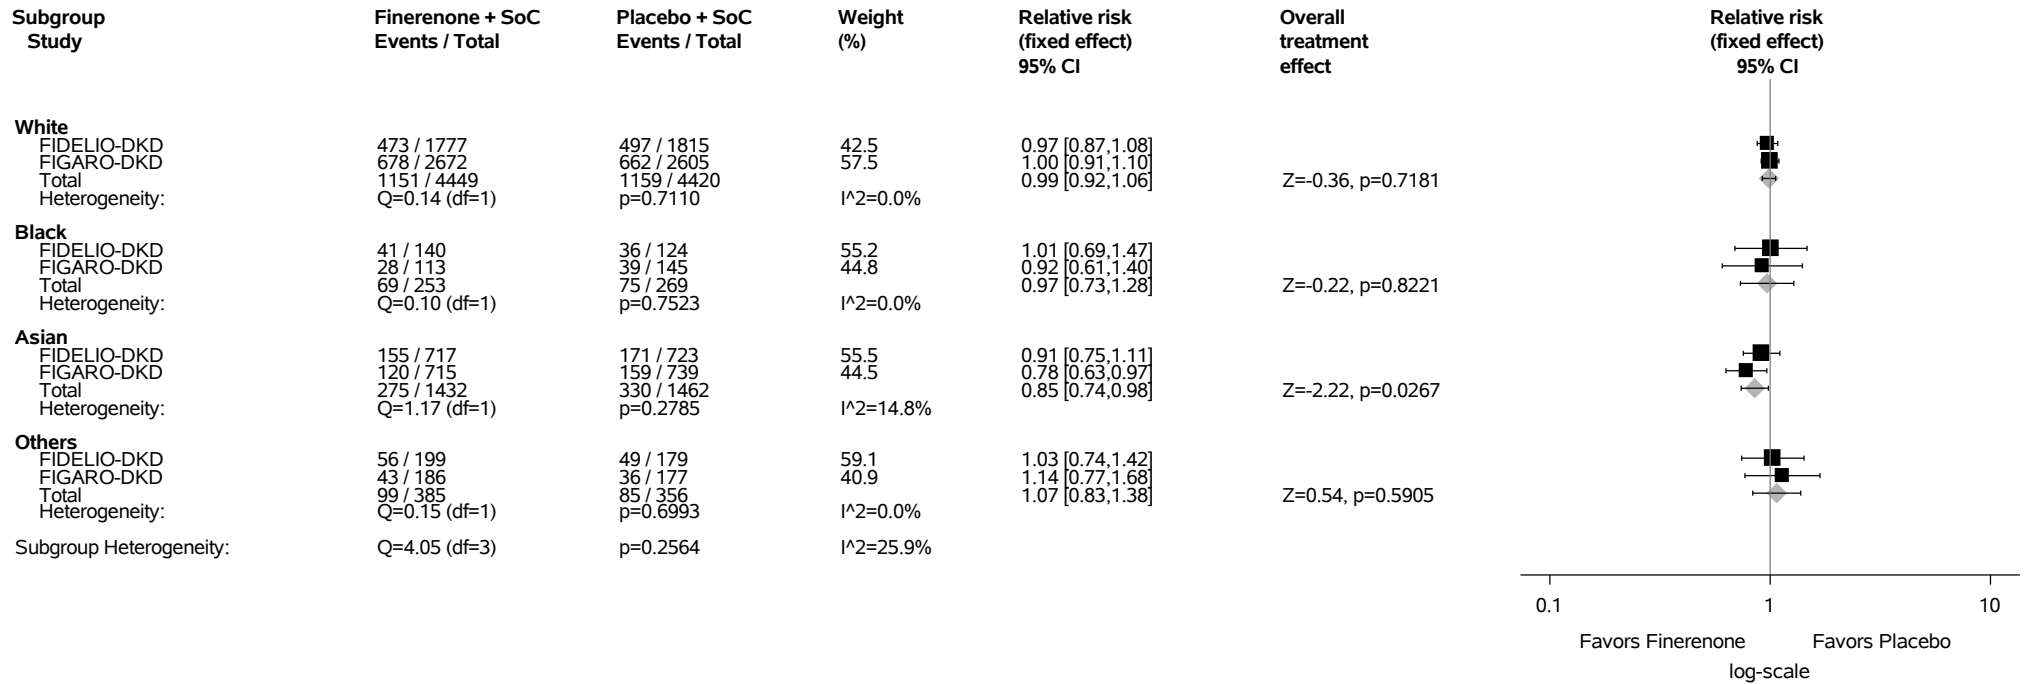 Subgroup Finerenone + SoC Placebo + SoC Weight Relative risk Overall Relative risk
Study Events / Total Events / Total (%) (fixed effect) treatment (fixed effect)
95% CI effect 95% CI
White
FIDELIO-DKD 473 / 1777 497 / 1815 42.5 0.97 [0.87,1.08]
FIGARO-DKD 678 / 2672 662 / 2605 57.5 1.00 [0.91,1.10]
Total 1151 / 4449 1159 / 4420 0.99 [0.92,1.06] Z=-0.36, p=0.7181
Heterogeneity: Q=0.14 (df=1) p=0.7110 I^2=0.0%
Black
FIDELIO-DKD 41 / 140 36 / 124 55.2 1.01 [0.69,1.47]
FIGARO-DKD 28 / 113 39 / 145 44.8 0.92 [0.61,1.40]
Total 69 / 253 75 / 269 0.97 [0.73,1.28] Z=-0.22, p=0.8221
Heterogeneity: Q=0.10 (df=1) p=0.7523 I^2=0.0%
Asian
FIDELIO-DKD 155 / 717 171 / 723 55.5 0.91 [0.75,1.11]
FIGARO-DKD 120 / 715 159 / 739 44.5 0.78 [0.63,0.97]
Total 275 / 1432 330 / 1462 0.85 [0.74,0.98] Z=-2.22, p=0.0267
Heterogeneity: Q=1.17 (df=1) p=0.2785 I^2=14.8%
Others
FIDELIO-DKD 56 / 199 49 / 179 59.1 1.03 [0.74,1.42]
FIGARO-DKD 43 / 186 36 / 177 40.9 1.14 [0.77,1.68]
Total 99 / 385 85 / 356 1.07 [0.83,1.38] Z=0.54, p=0.5905
Heterogeneity: Q=0.15 (df=1) p=0.6993 I^2=0.0%
Subgroup Heterogeneity: Q=4.05 (df=3) p=0.2564 I^2=25.9%
0.1 1 10
Favors Finerenone Favors Placebo
log-scale